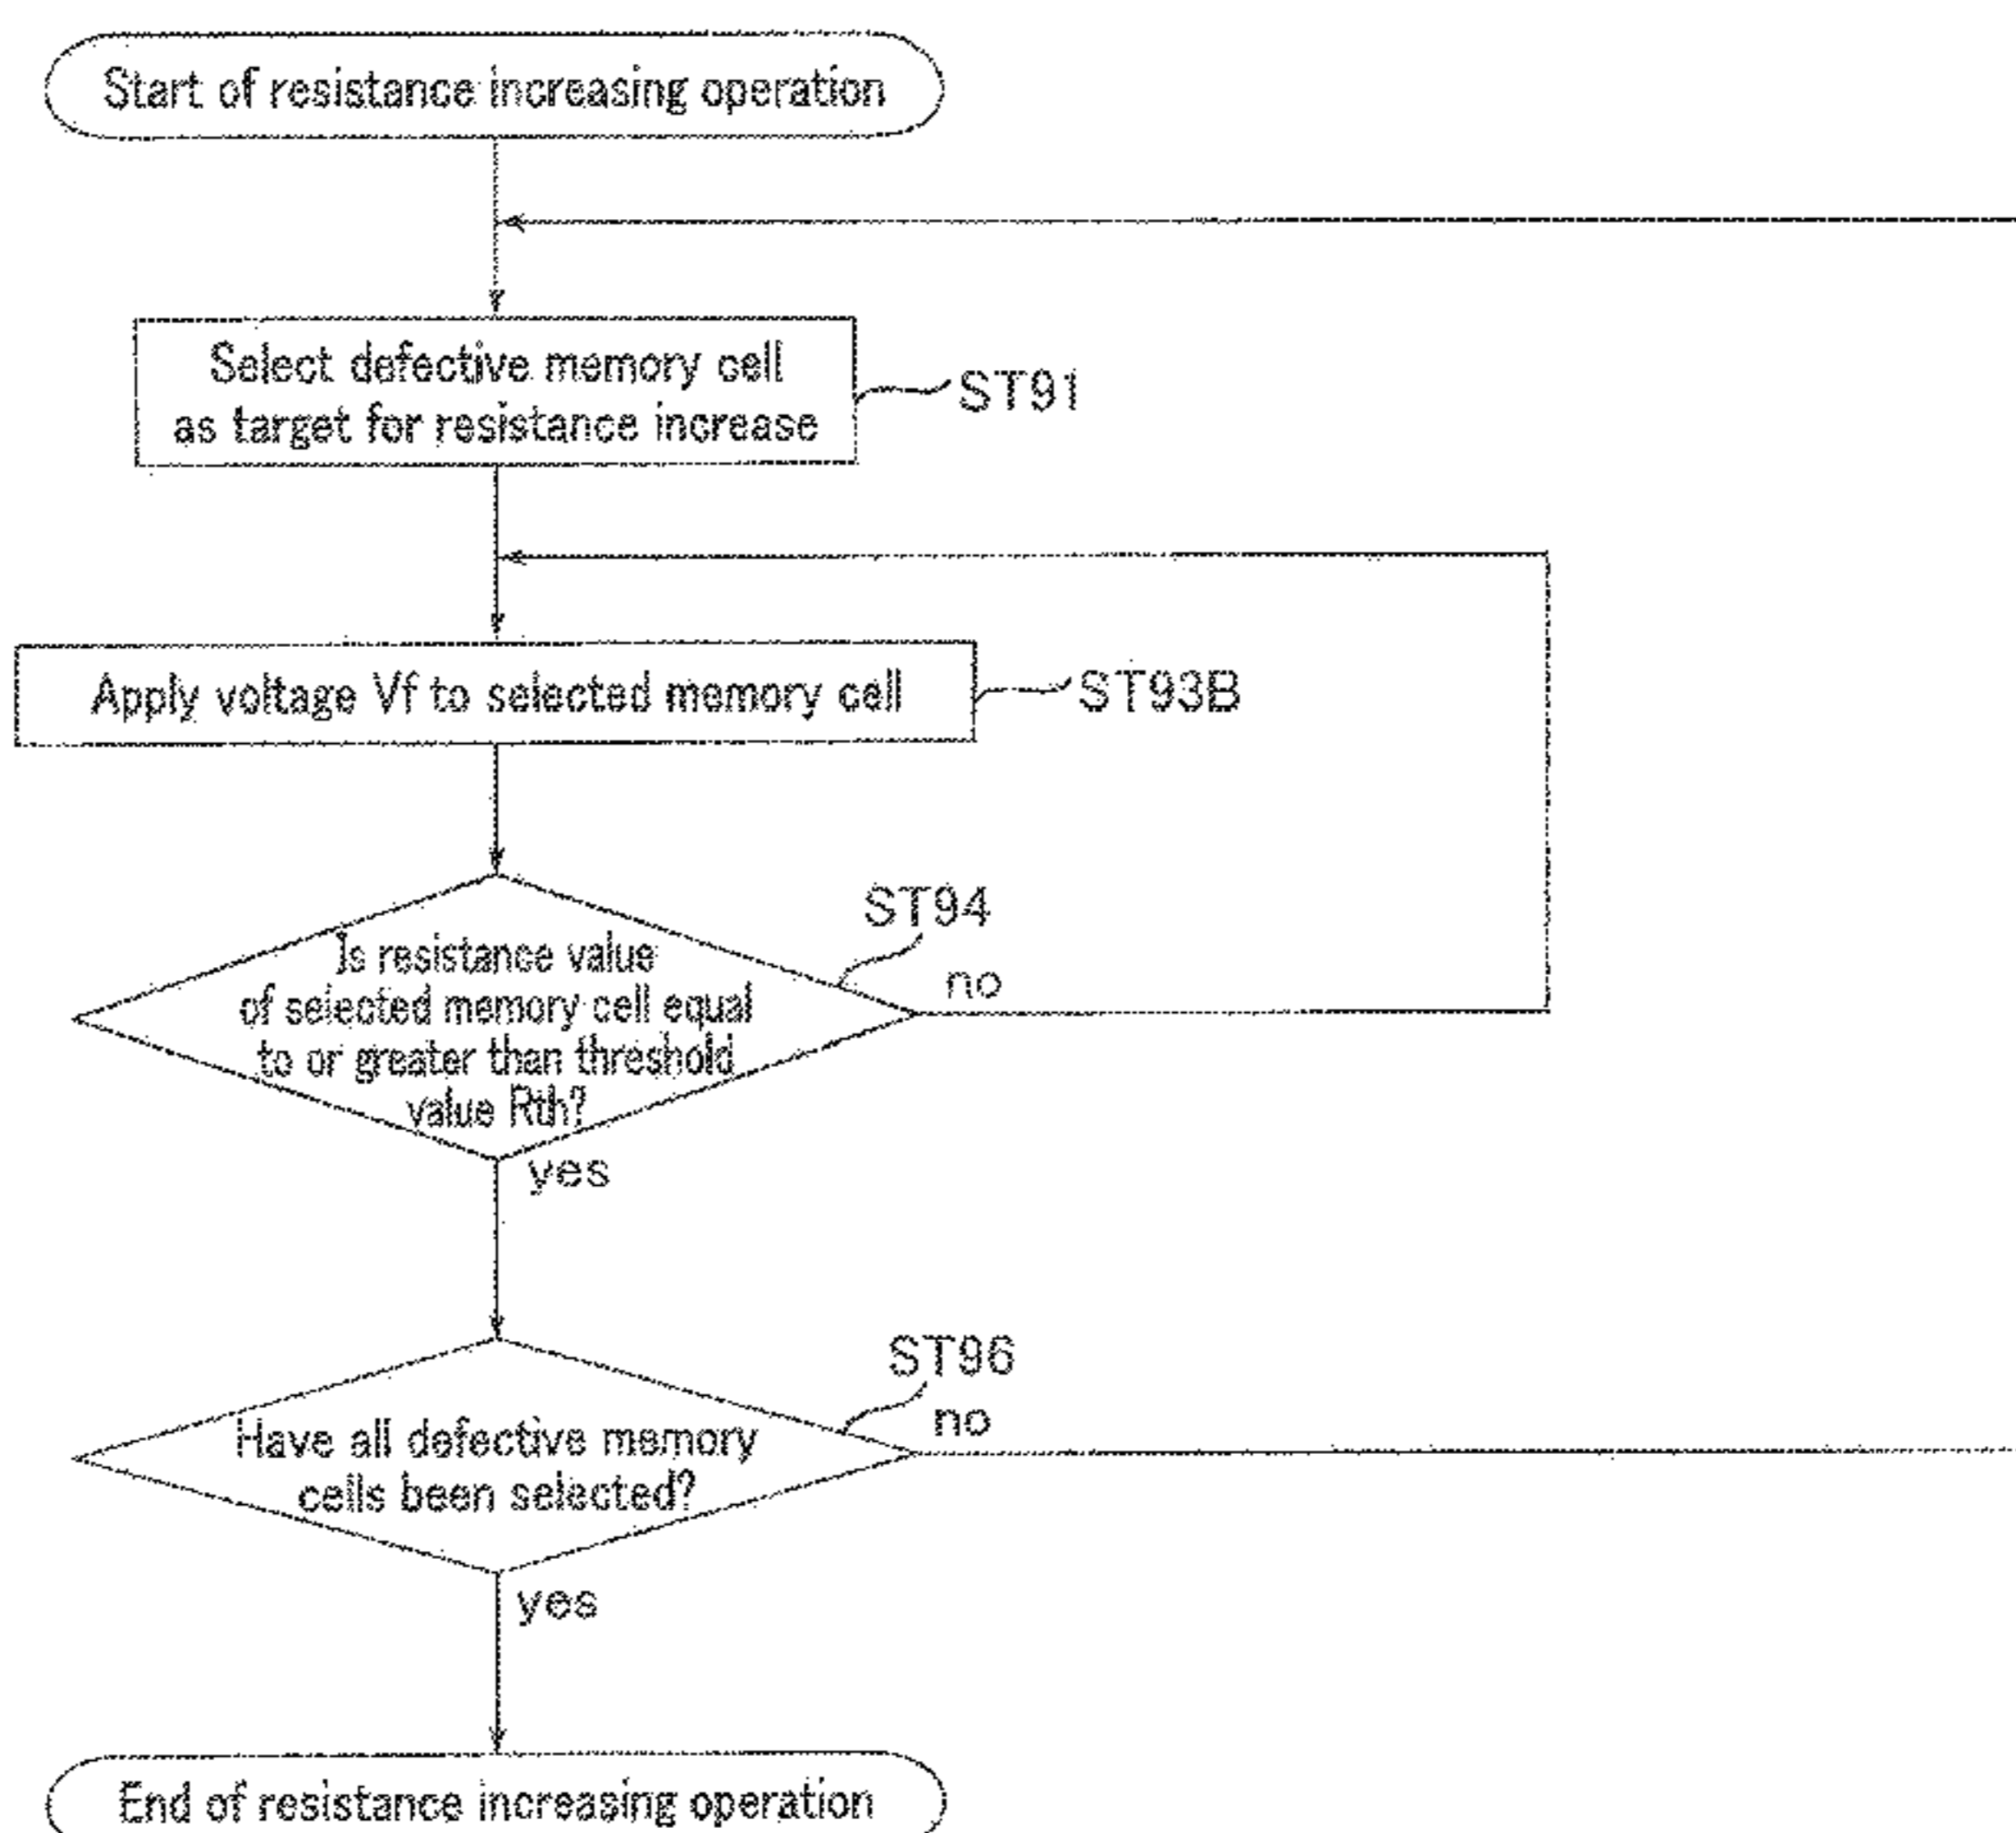 Start of resistance increasing operation
Select defective memory cell
as target for resistance increase
ST91
Apply voltage Vf to selected memory cell
ST93B
ST94
Is resistance value
of selected memory cell equal
to or greater than threshold
value Rth?
no
yes
ST96
Have all defective memory
cells been selected?
no
yes
End of resistance increasing operation